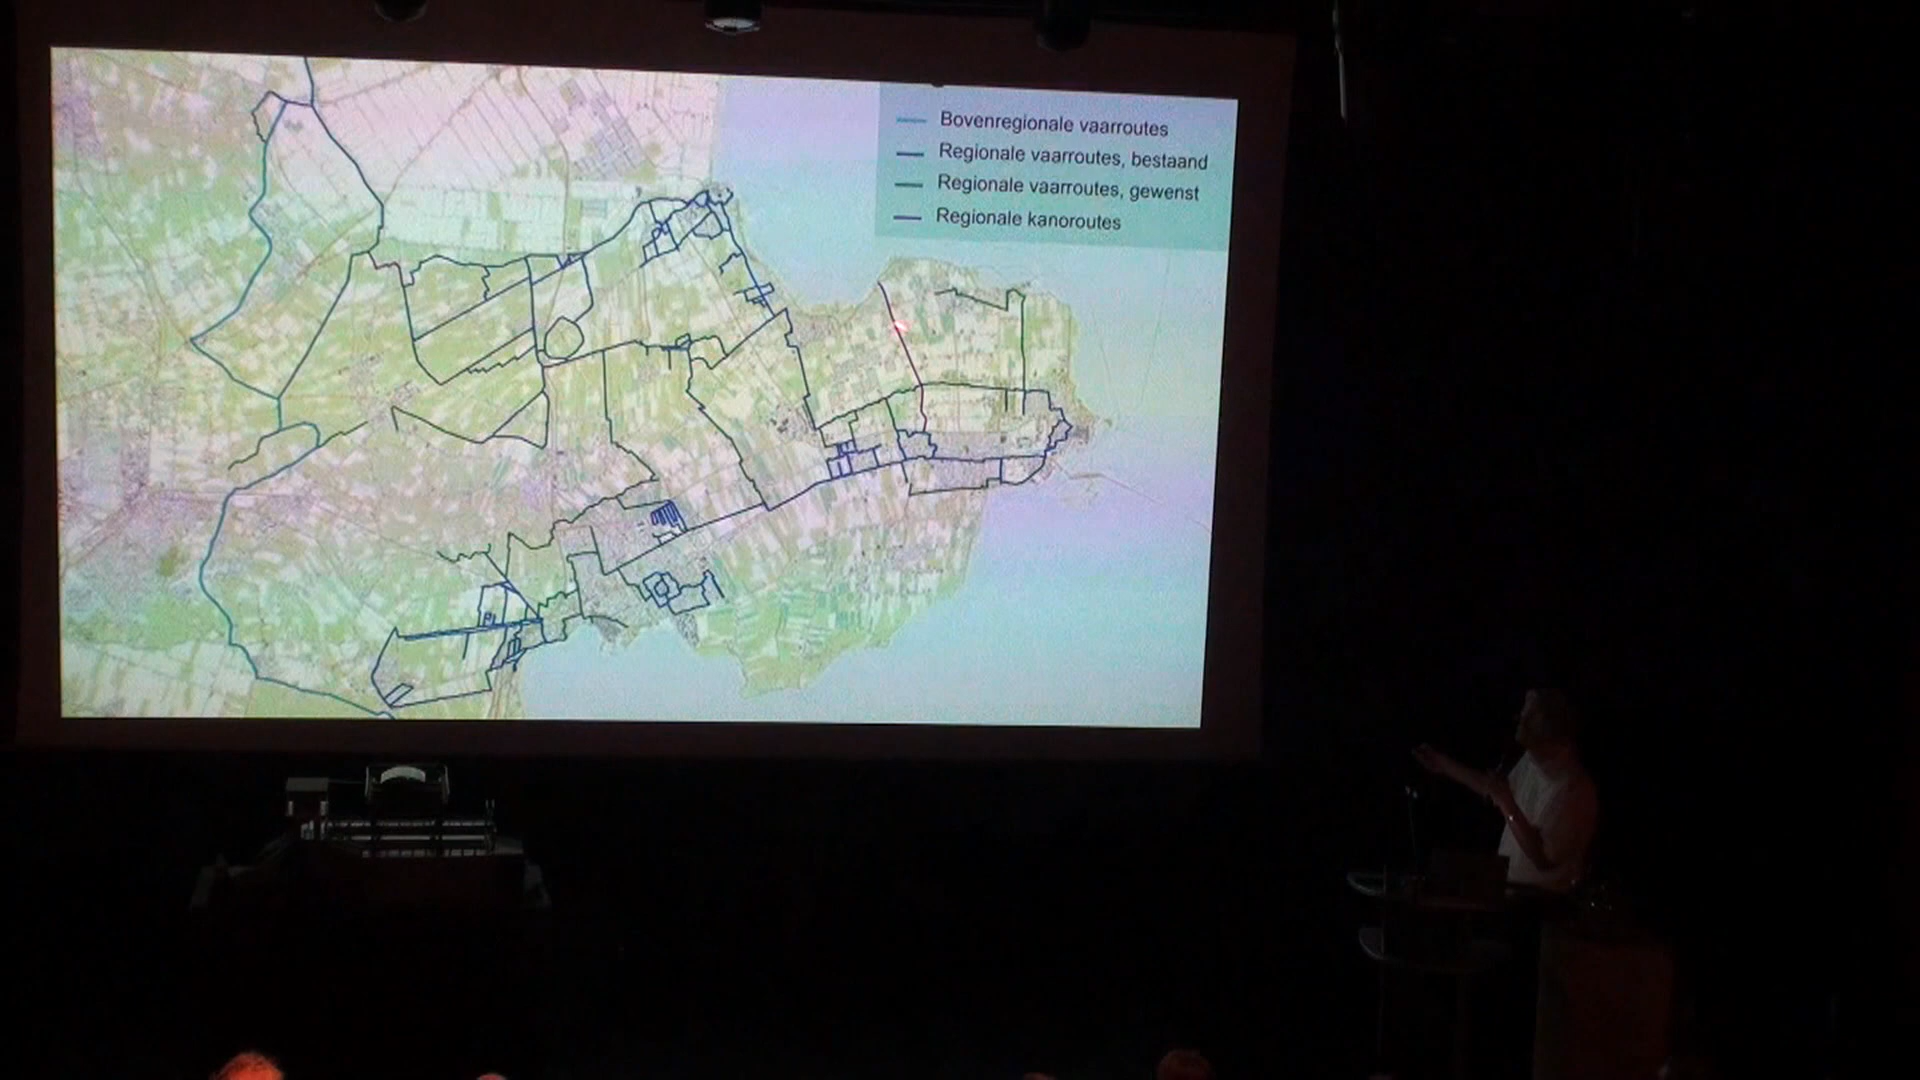 Bovenregionale vaarroutes
Regionale vaarroutes, bestaand
Regionale vaarroutes, gewenst
Regionale kanoroutes